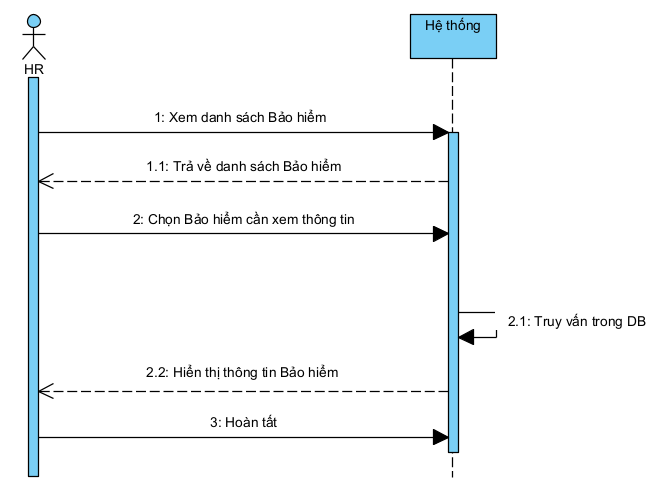 Hệ thống
HR
1: Xem danh sách Bảo hiểm
1.1: Trả về danh sách Bảo hiểm
2: Chọn Bảo hiểm cần xem thông tin
2.1: Truy vấn trong DB
2.2: Hiển thị thông tin Bảo hiểm
3: Hoàn tất